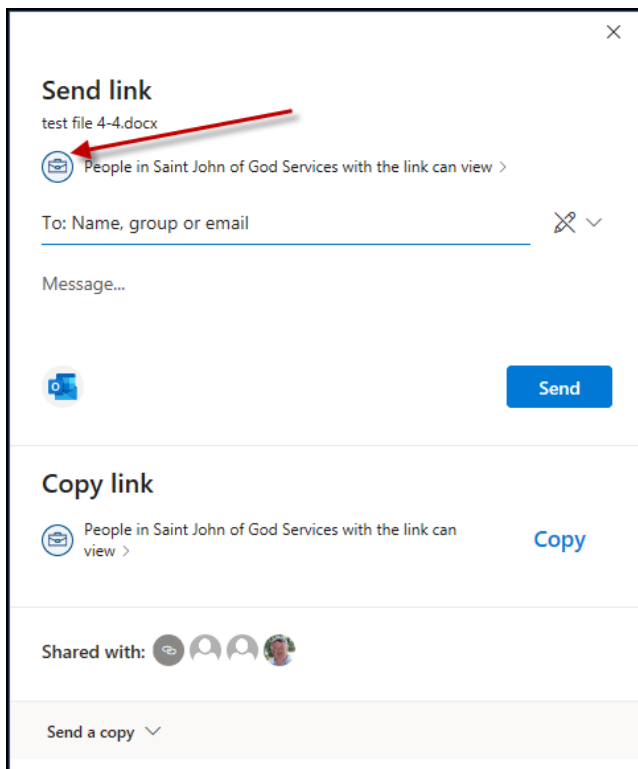 Send link
test file 4-4.docx
People in Saint John of God Services with the link can view >
To: Name, group or email
Message...
Send
Copy link
People in Saint John of God Services with the link can
view >
Copy
Shared with:
Send a copy